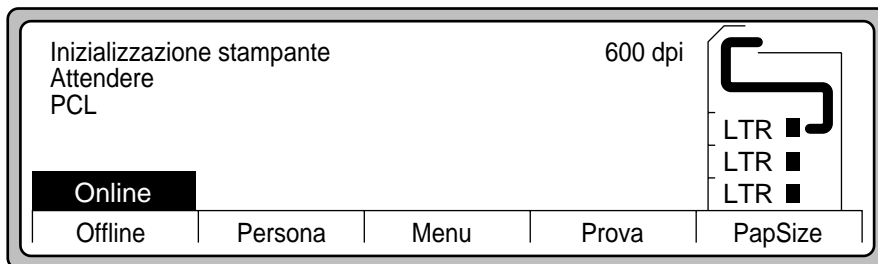 Inizializzazione stampante 600 dpi
Attendere
PCL
LTR
LTR
Online LTR
Offline Persona Menu Prova PapSize